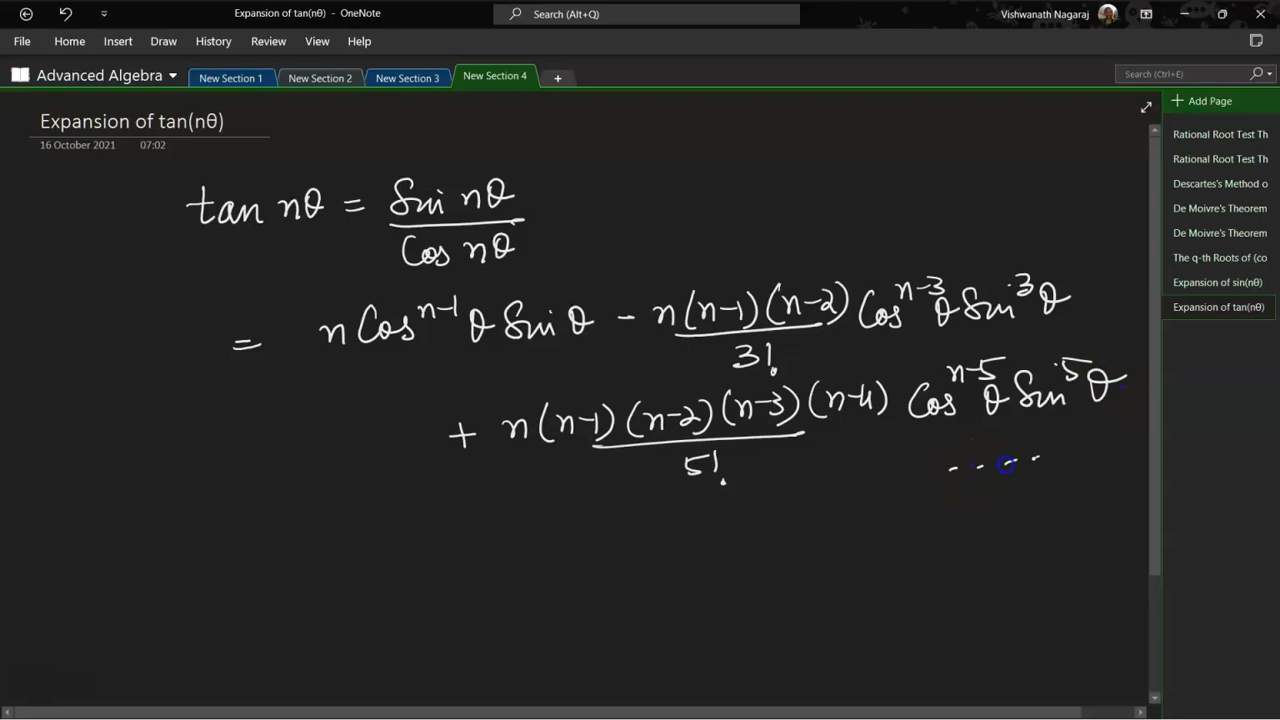 Expansion of tan(nθ) - OneNote
Search (Alt+Q)
Vishwanath Nagaraj
File Home Insert Draw History Review View Help
Advanced Algebra
New Section 1
New Section 2
New Section 3
New Section 4
+
Search (Ctrl+E)
Expansion of tan(nθ)
16 October 2021 07:02
tan nθ = Sin nθ / Cos nθ
= n Cos^{n-1} θ Sin θ - n(n-1)(n-2) / 3! Cos^{n-3} θ Sin^3 θ
+ n(n-1)(n-2)(n-3)(n-4) / 5! Cos^{n-5} θ Sin^5 θ
- - - -
+ Add Page
Rational Root Test Th
Rational Root Test Th
Descartes's Method o
De Moivre's Theorem
De Moivre's Theorem
The q-th Roots of (co
Expansion of sin(nθ)
Expansion of tan(nθ)